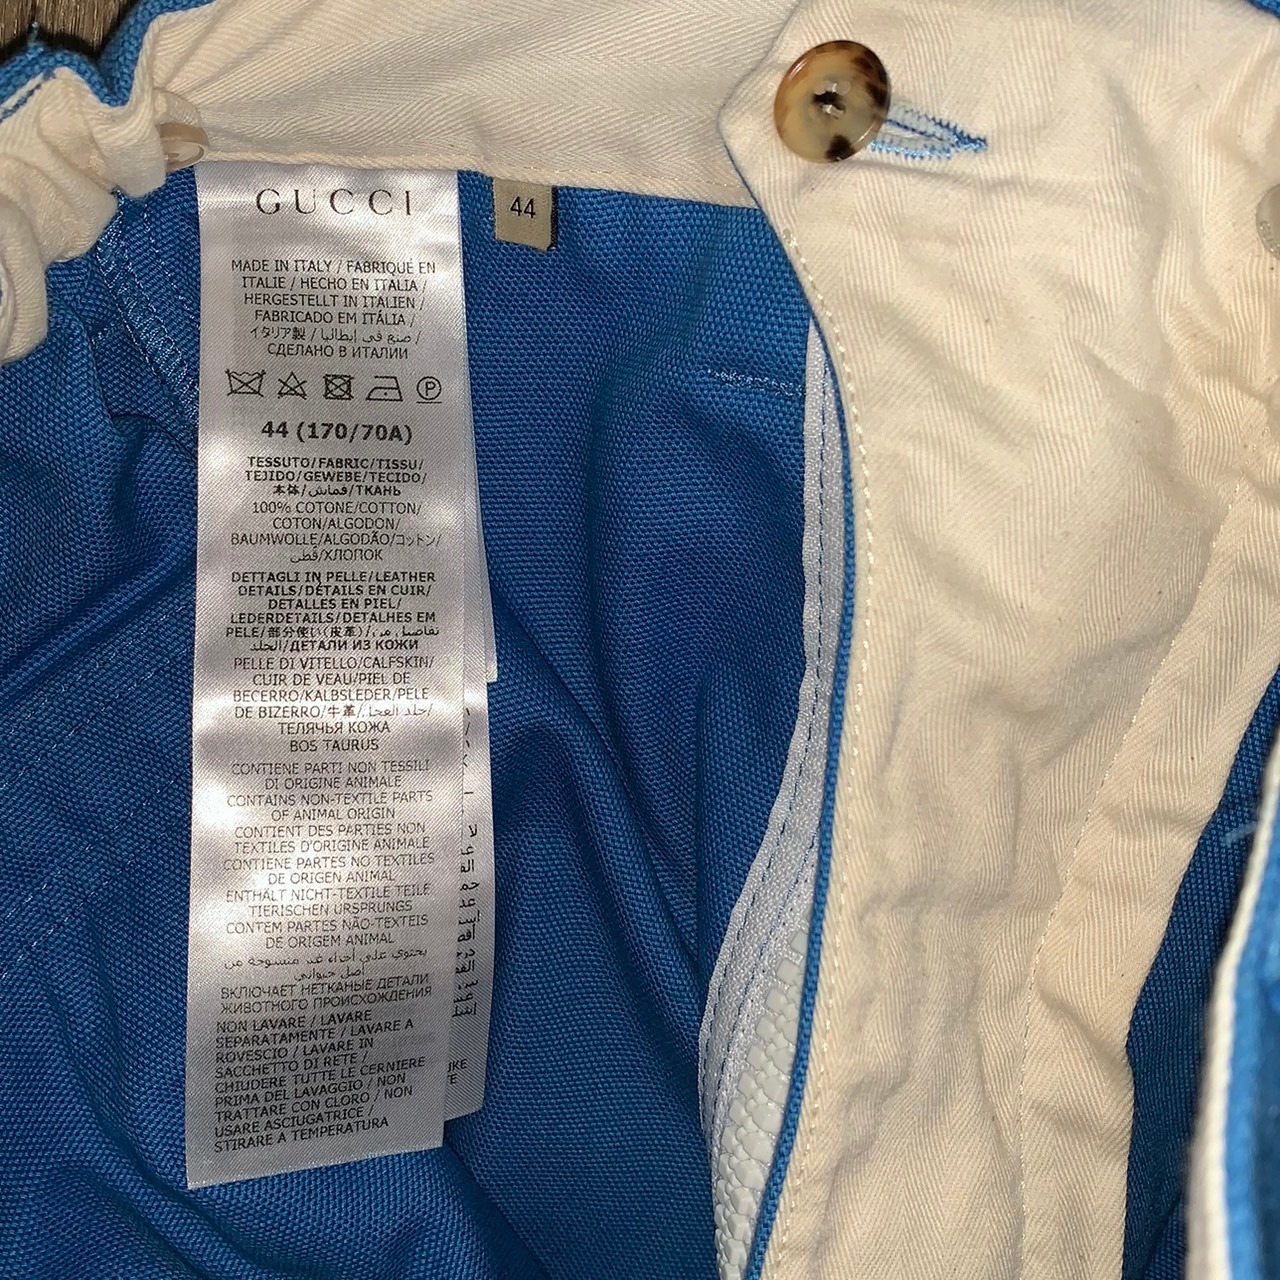 GUCCI
44
MADE IN ITALY / FABRIQUÉ EN
ITALIE / HECHO EN ITALIA /
HERGESTELLT IN ITALIEN /
FABRICADO EM ITÁLIA /
イタリア製 / صنع في إيطاليا /
СДЕЛАНО В ИТАЛИИ
P
44 (170/70A)
TESSUTO/FABRIC/TISSU/
TEJIDO/GEWEBE/TECIDO/
本体/قماش/ТКАНЬ
100% COTONE/COTTON/
COTON/ALGODON/
BAUMWOLLE/ALGODÃO/コットン/
قطن/ХЛОПОК
DETTAGLI IN PELLE/LEATHER
DETAILS/DÉTAILS EN CUIR/
DETALLES EN PIEL/
LEDERDETAILS/DETALHES EM
PELE/部分使い(皮革)/تفاصيل من
الجلد/ДЕТАЛИ ИЗ КОЖИ
PELLE DI VITELLO/CALFSKIN/
CUIR DE VEAU/PIEL DE
BECERRO/KALBSLEDER/PELE
DE BIZERRO/牛革/جلد العجل/
ТЕЛЯЧЬЯ КОЖА
BOS TAURUS
CONTIENE PARTI NON TESSILI
DI ORIGINE ANIMALE
CONTAINS NON-TEXTILE PARTS
OF ANIMAL ORIGIN
CONTIENT DES PARTIES NON
TEXTILES D'ORIGINE ANIMALE
CONTIENE PARTES NO TEXTILES
DE ORIGEN ANIMAL
ENTHÄLT NICHT-TEXTILE TEILE
TIERISCHEN URSPRUNGS
CONTEM PARTES NÃO-TEXTEIS
DE ORIGEM ANIMAL
يحتوي على أجزاء غير منسوجة من
أصل حيواني
ВКЛЮЧАЕТ НЕТКАНЫЕ ДЕТАЛИ
ЖИВОТНОГО ПРОИСХОЖДЕНИЯ
NON LAVARE / LAVARE
SEPARATAMENTE / LAVARE A
ROVESCIO / LAVARE IN
SACCHETTO DI RETE /
CHIUDERE TUTTE LE CERNIERE
PRIMA DEL LAVAGGIO / NON
TRATTARE CON CLORO / NON
USARE ASCIUGATRICE /
STIRARE A TEMPERATURA